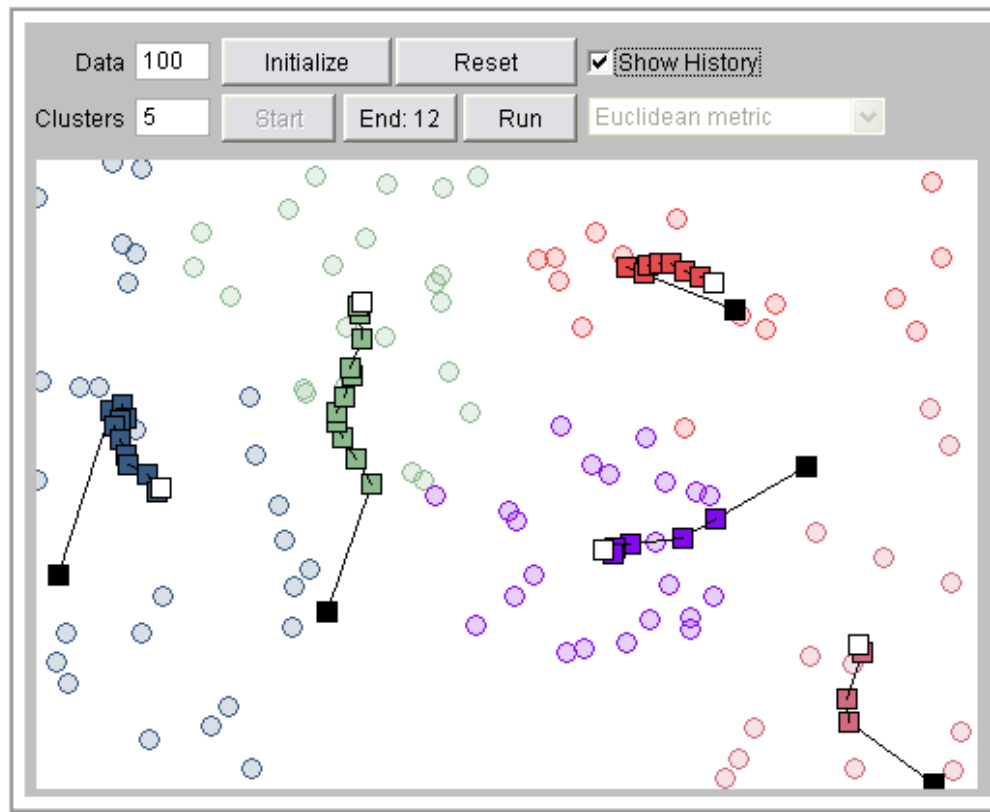 Data 100 Initialize Reset Show History
Clusters 5 Start End: 12 Run Euclidean metric